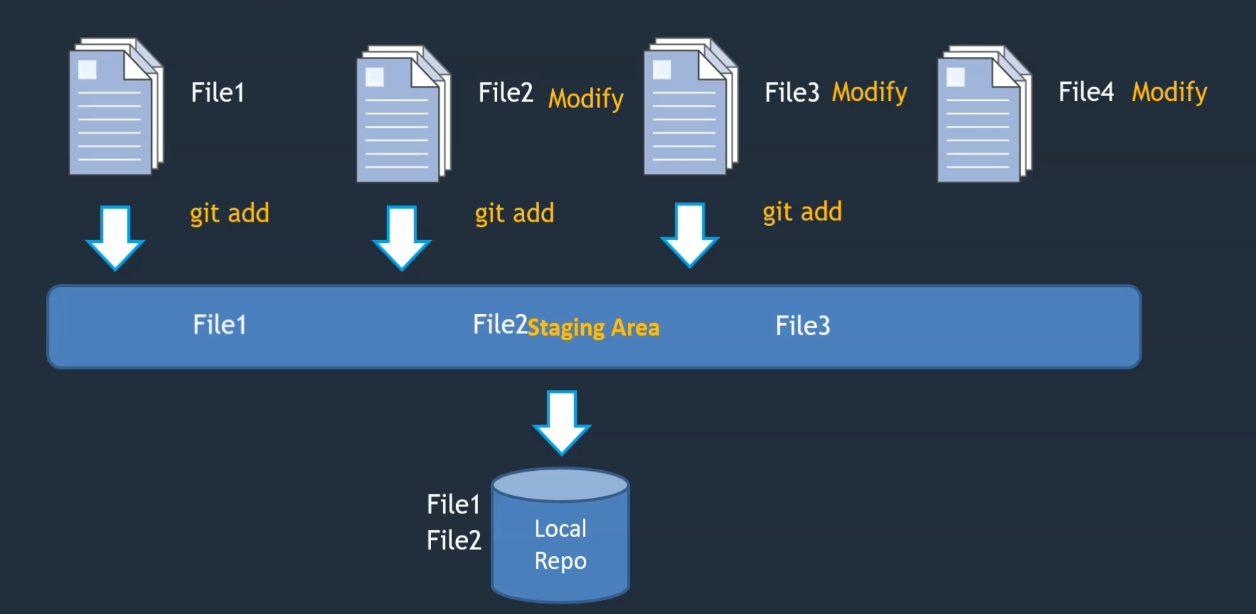 File1
File2 Modify
File3 Modify
File4 Modify
git add
git add
git add
File1
File2
Staging Area
File3
File1
File2
Local
Repo